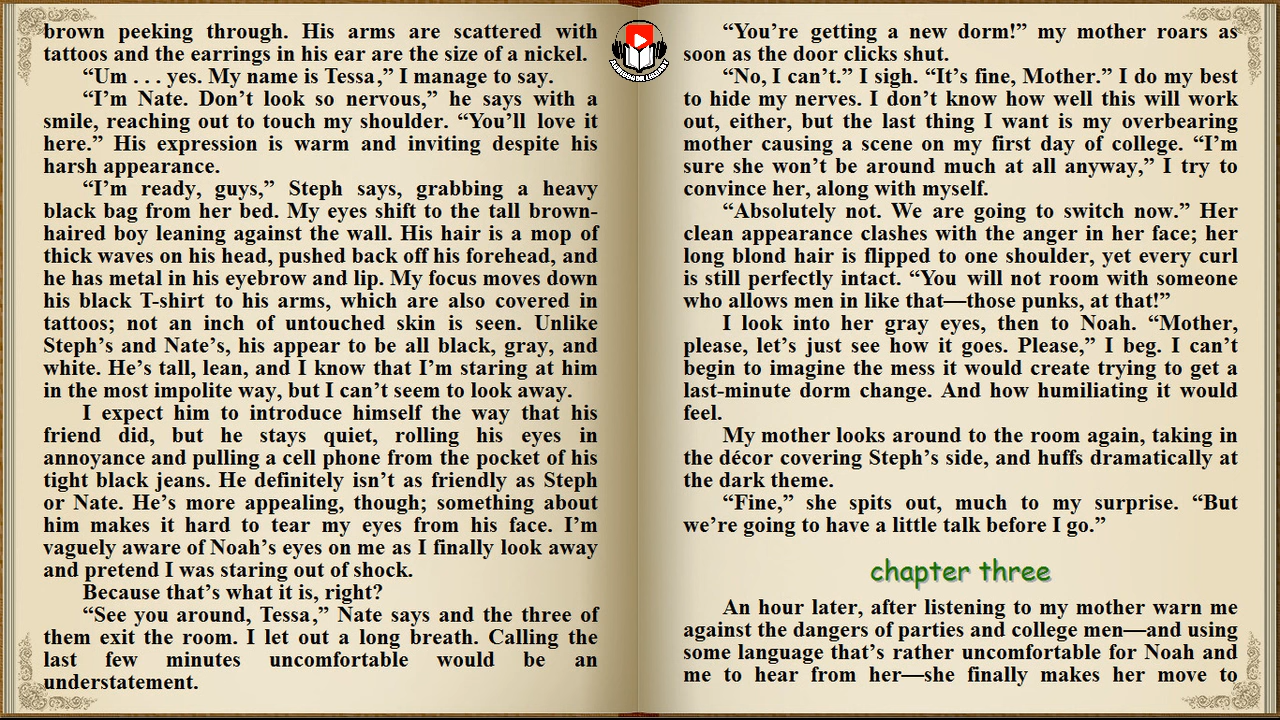 brown peeking through. His arms are scattered with
tattoos and the earrings in his ear are the size of a nickel.
“Um . . . yes. My name is Tessa,” I manage to say.
“I’m Nate. Don’t look so nervous,” he says with a
smile, reaching out to touch my shoulder. “You’ll love it
here.” His expression is warm and inviting despite his
harsh appearance.
“I’m ready, guys,” Steph says, grabbing a heavy
black bag from her bed. My eyes shift to the tall brown-
haired boy leaning against the wall. His hair is a mop of
thick waves on his head, pushed back off his forehead, and
he has metal in his eyebrow and lip. My focus moves down
his black T-shirt to his arms, which are also covered in
tattoos; not an inch of untouched skin is seen. Unlike
Steph’s and Nate’s, his appear to be all black, gray, and
white. He’s tall, lean, and I know that I’m staring at him
in the most impolite way, but I can’t seem to look away.
I expect him to introduce himself the way that his
friend did, but he stays quiet, rolling his eyes in
annoyance and pulling a cell phone from the pocket of his
tight black jeans. He definitely isn’t as friendly as Steph
or Nate. He’s more appealing, though; something about
him makes it hard to tear my eyes from his face. I’m
vaguely aware of Noah’s eyes on me as I finally look away
and pretend I was staring out of shock.
Because that’s what it is, right?
“See you around, Tessa,” Nate says and the three of
them exit the room. I let out a long breath. Calling the
last few minutes uncomfortable would be an
understatement.
“You’re getting a new dorm!” my mother roars as
soon as the door clicks shut.
“No, I can’t.” I sigh. “It’s fine, Mother.” I do my best
to hide my nerves. I don’t know how well this will work
out, either, but the last thing I want is my overbearing
mother causing a scene on my first day of college. “I’m
sure she won’t be around much at all anyway,” I try to
convince her, along with myself.
“Absolutely not. We are going to switch now.” Her
clean appearance clashes with the anger in her face; her
long blond hair is flipped to one shoulder, yet every curl
is still perfectly intact. “You will not room with someone
who allows men in like that—those punks, at that!”
I look into her gray eyes, then to Noah. “Mother,
please, let’s just see how it goes. Please,” I beg. I can’t
begin to imagine the mess it would create trying to get a
last-minute dorm change. And how humiliating it would
feel.
My mother looks around to the room again, taking in
the décor covering Steph’s side, and huffs dramatically at
the dark theme.
“Fine,” she spits out, much to my surprise. “But
we’re going to have a little talk before I go.”
chapter three
An hour later, after listening to my mother warn me
against the dangers of parties and college men—and using
some language that’s rather uncomfortable for Noah and
me to hear from her—she finally makes her move to